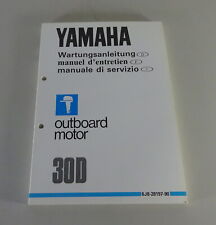 YAMAHA
Wartungsanleitung D
manuel d'entretien F
manuale di servizio I
outboard
motor
30D